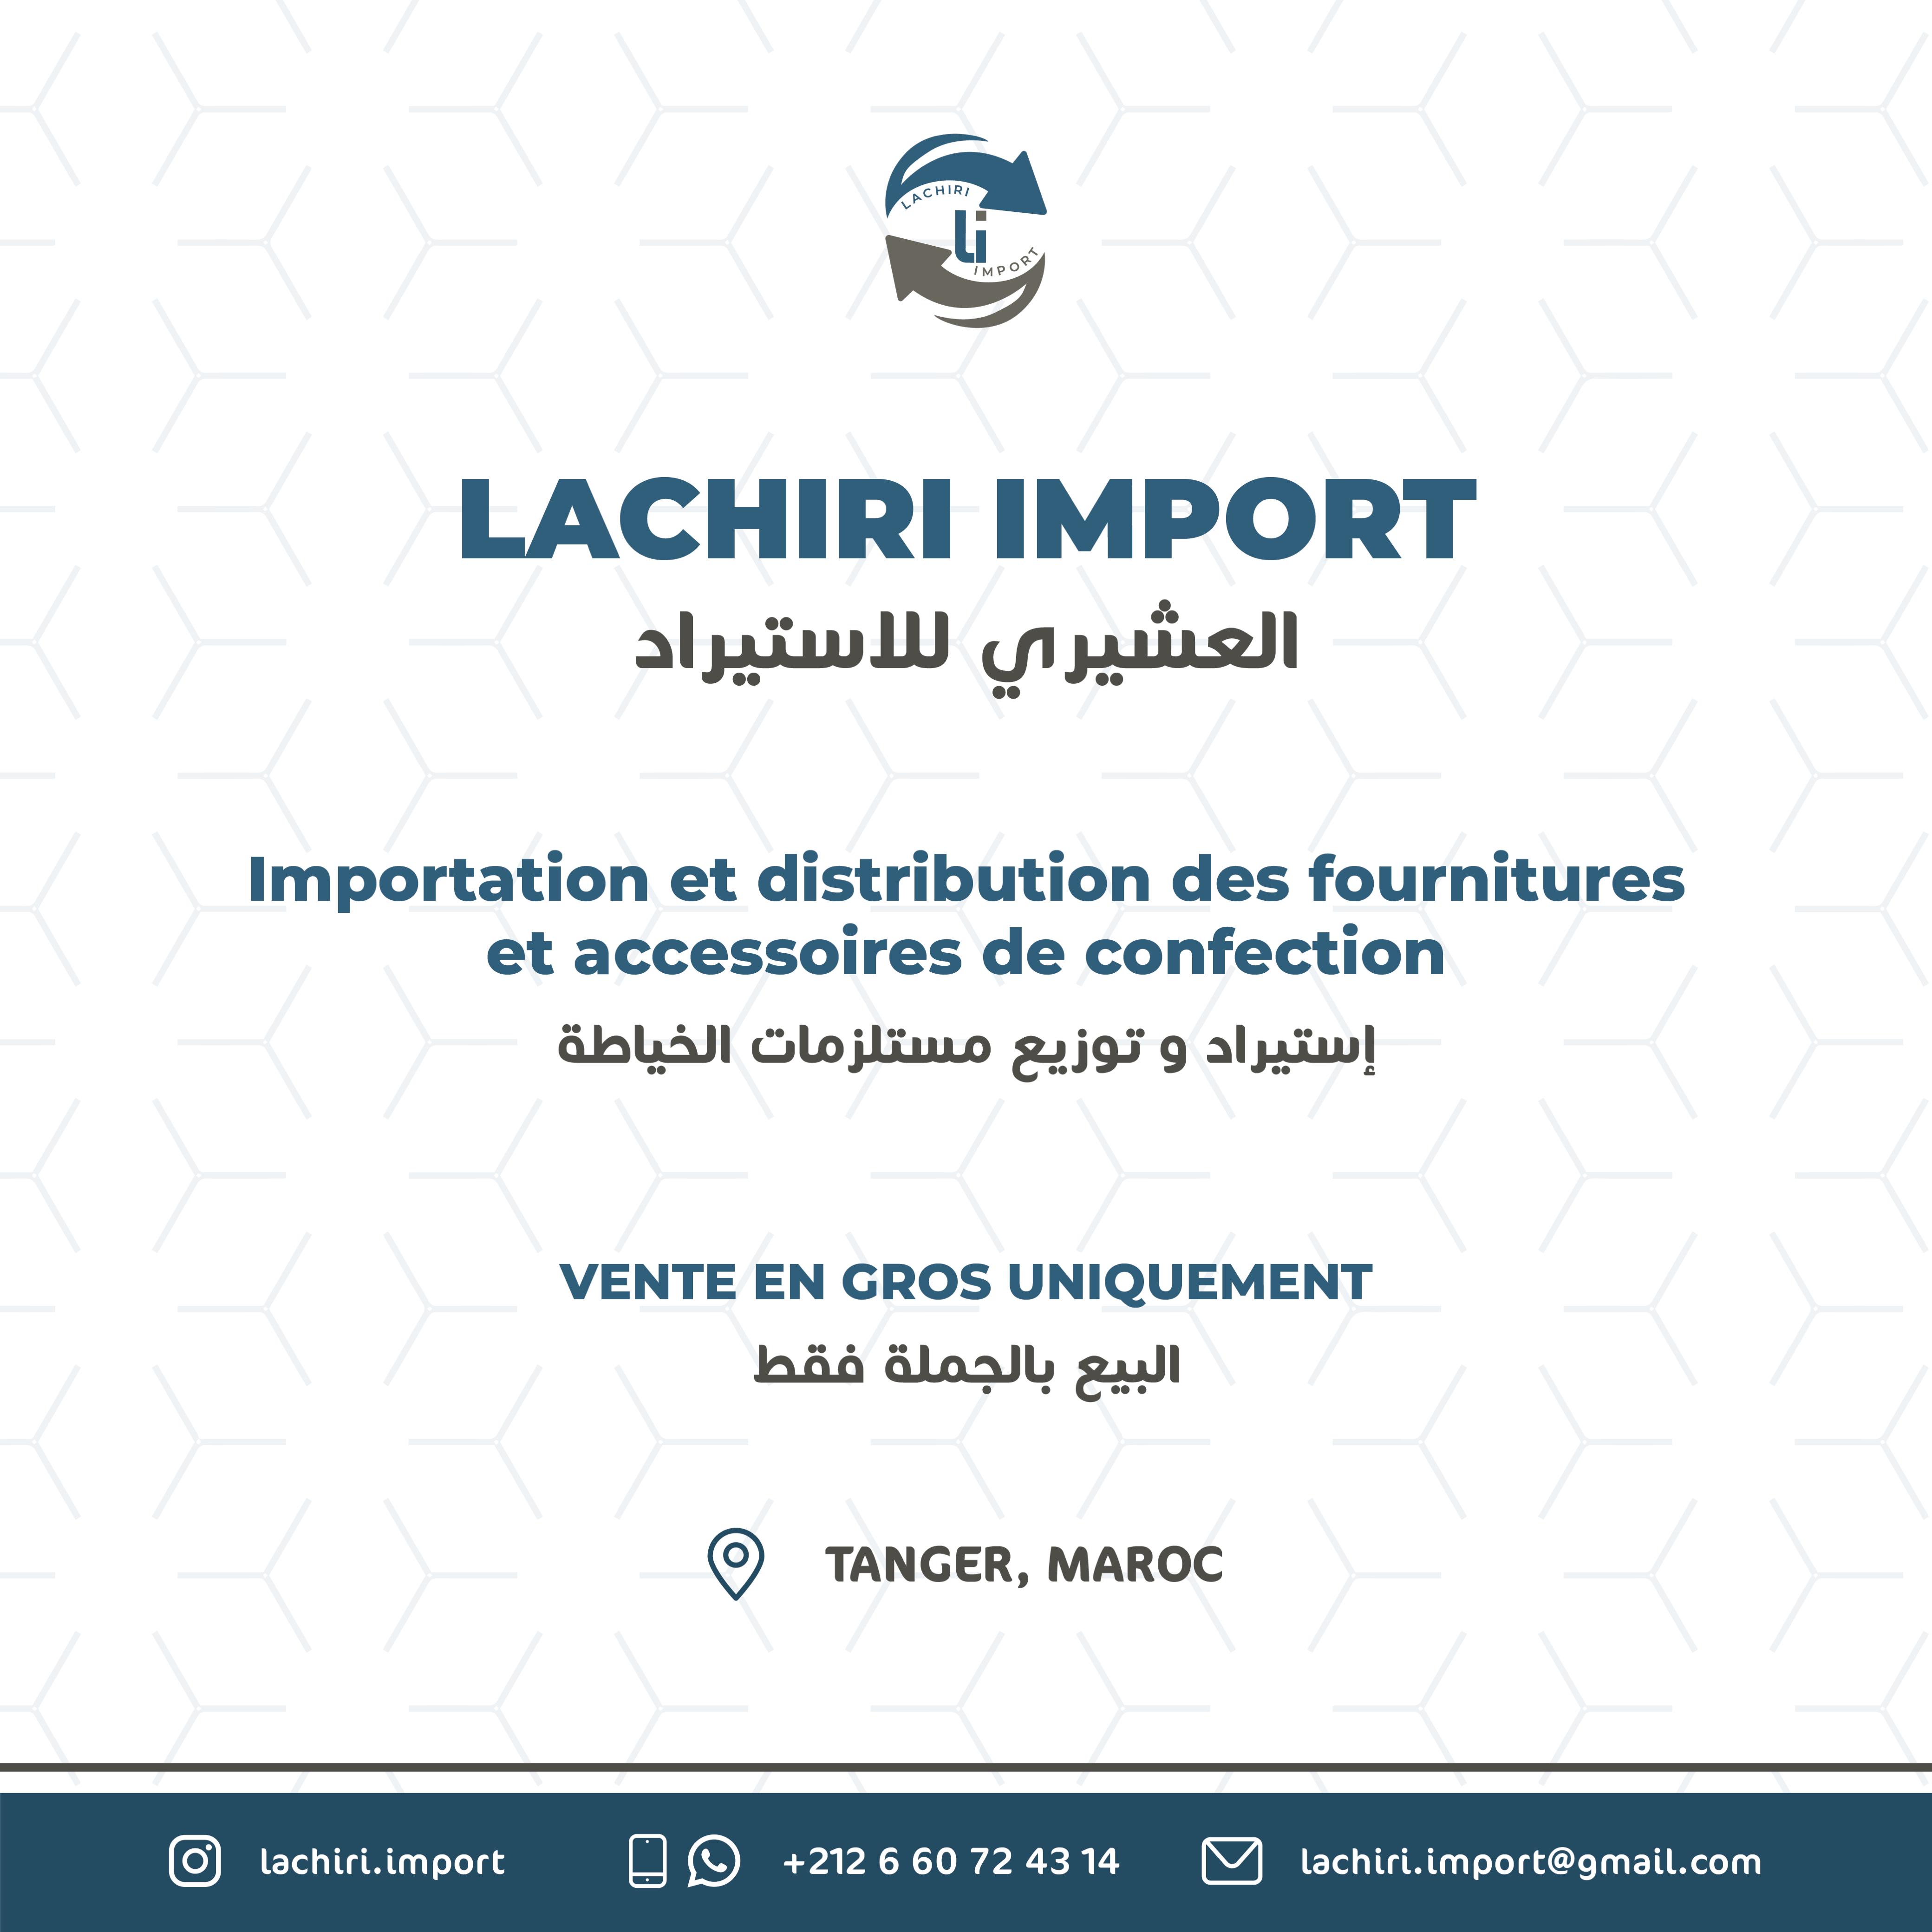 LACHIRI
li
IMPORT
LACHIRI IMPORT
العشيري للاستيراد
Importation et distribution des fournitures
et accessoires de confection
إستيراد و توزيع مستلزمات الخياطة
VENTE EN GROS UNIQUEMENT
البيع بالجملة فقط
TANGER, MAROC
lachiri.import
+212 6 60 72 43 14
lachiri.import@gmail.com